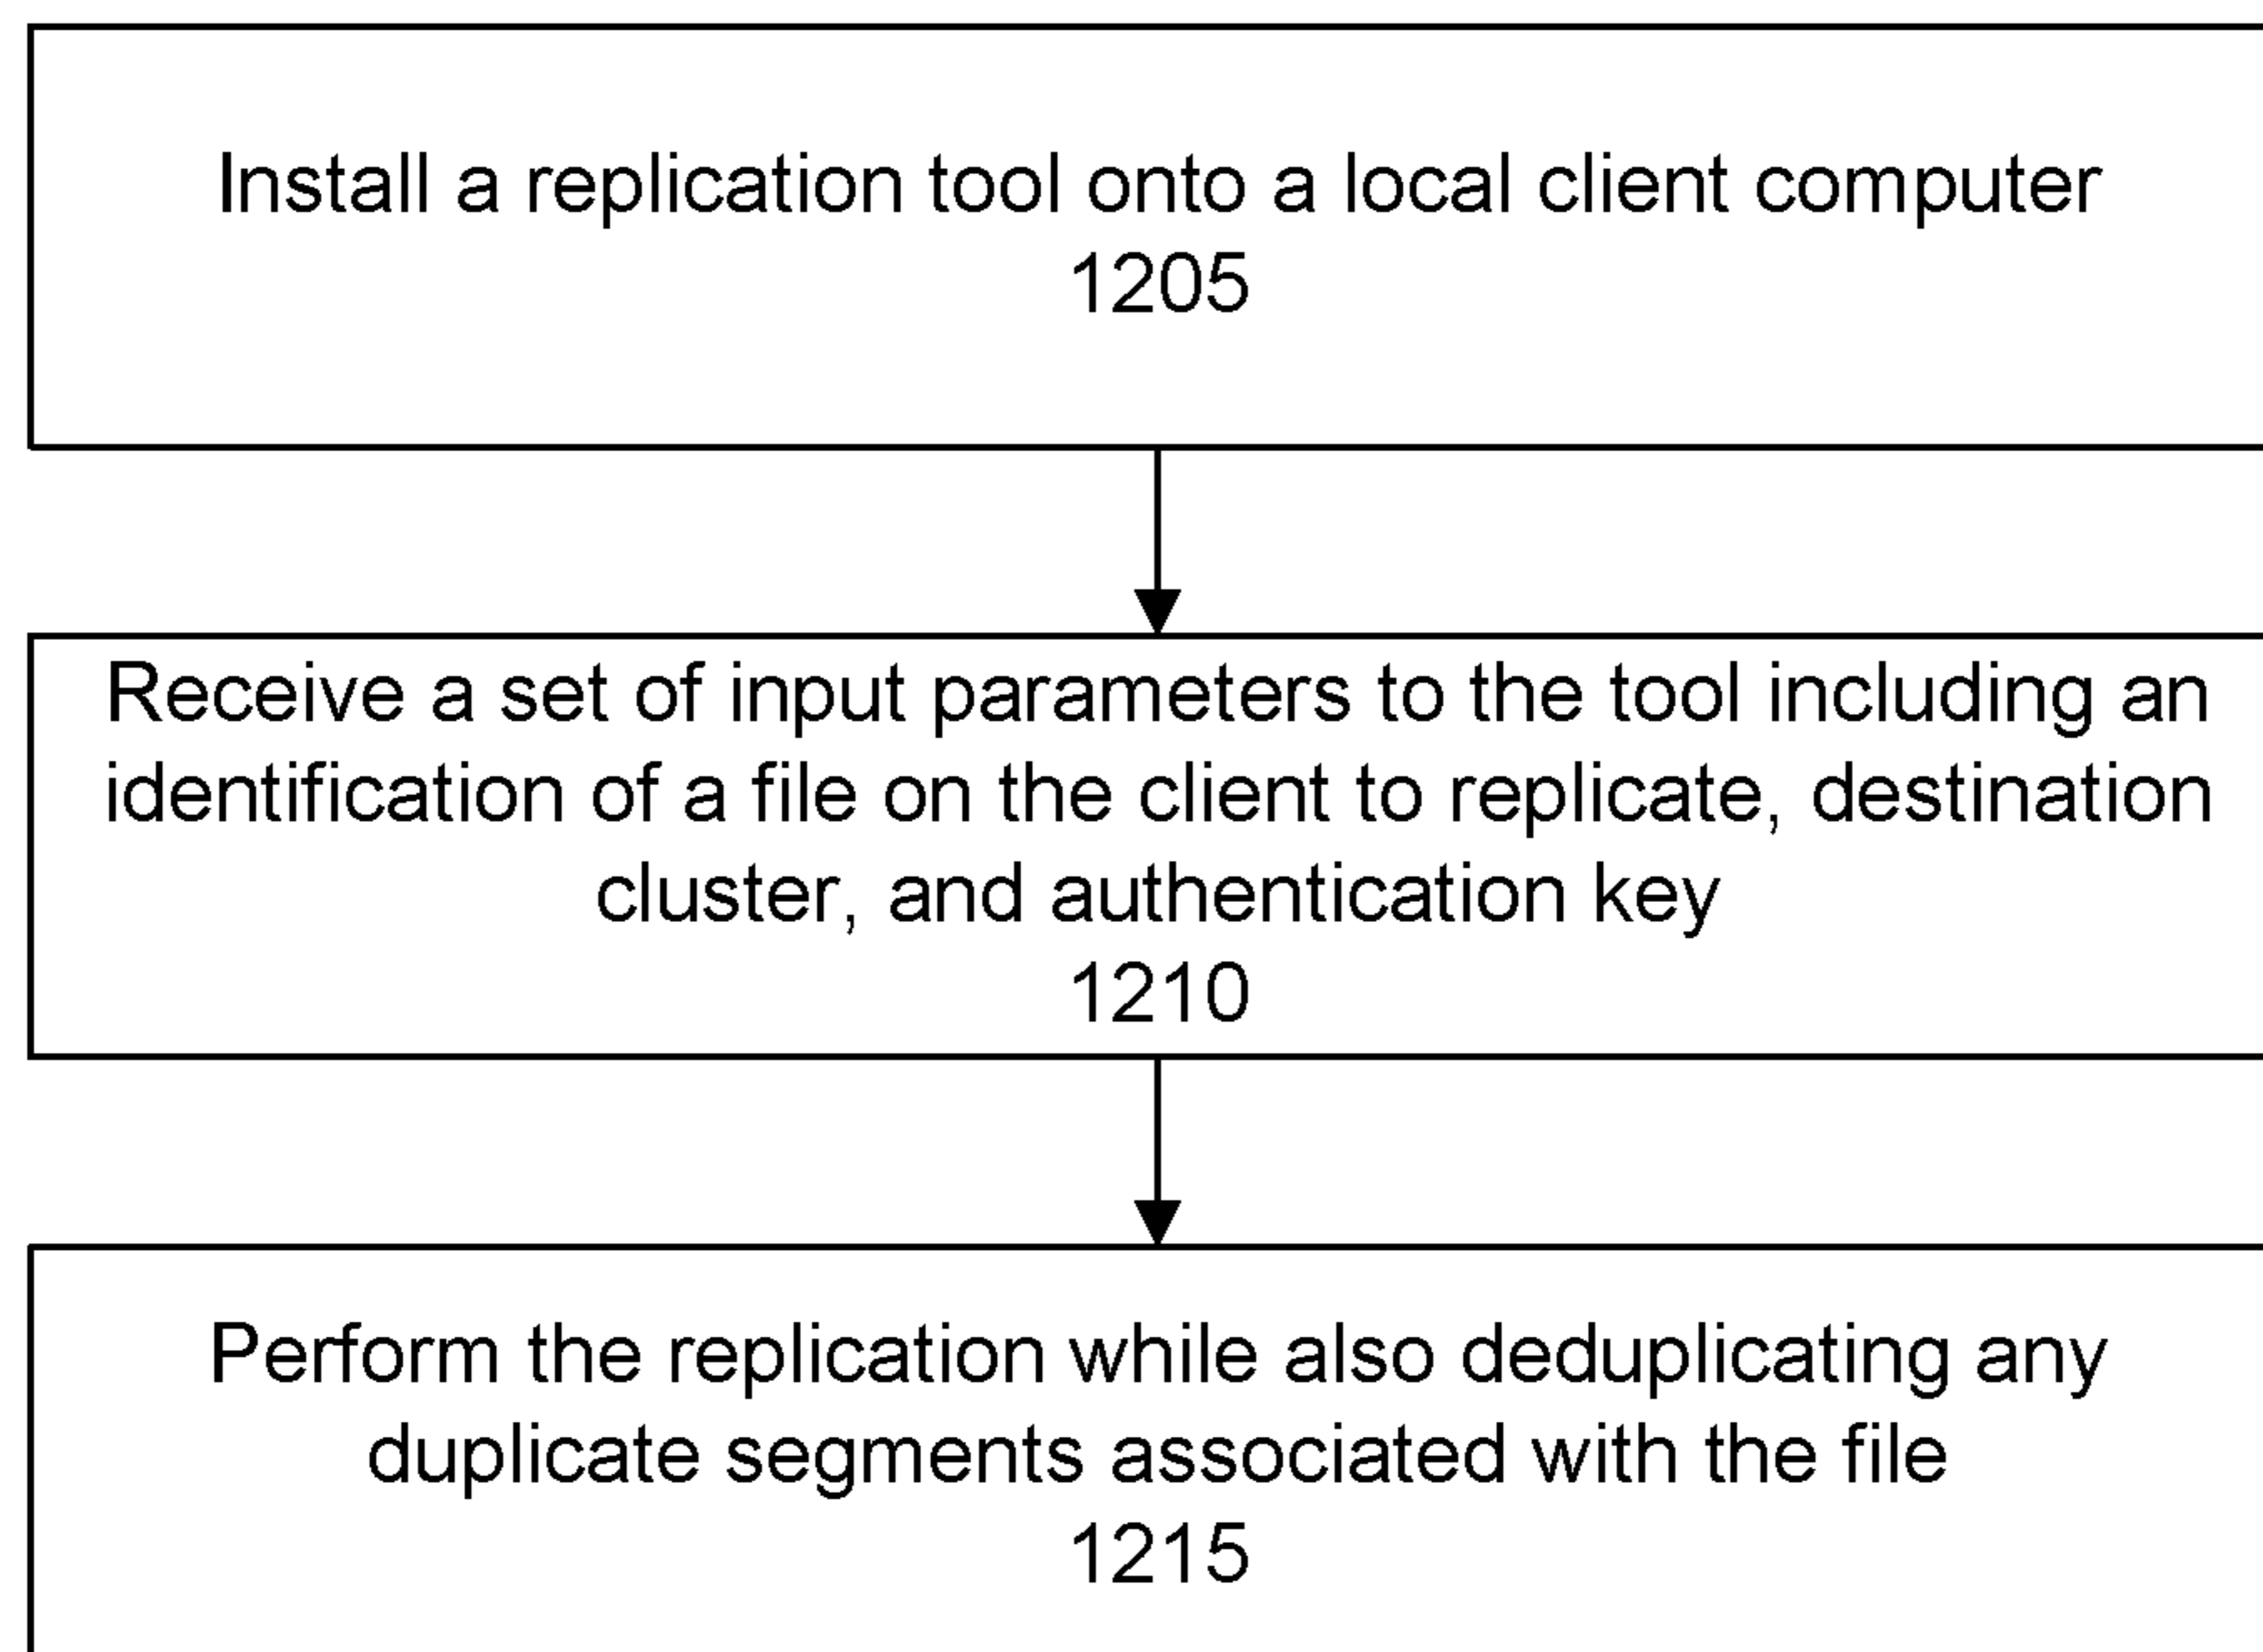 Install a replication tool onto a local client computer
1205
Receive a set of input parameters to the tool including an
identification of a file on the client to replicate, destination
cluster, and authentication key
1210
Perform the replication while also deduplicating any
duplicate segments associated with the file
1215